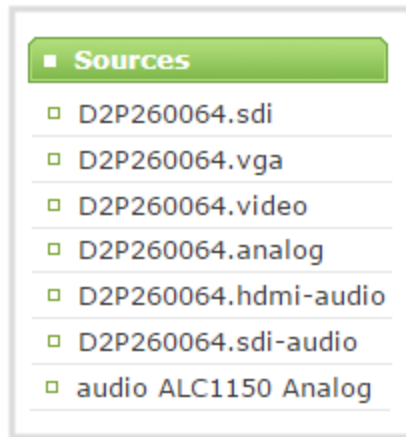 Sources
D2P260064.sdi
D2P260064.vga
D2P260064.video
D2P260064.analog
D2P260064.hdmi-audio
D2P260064.sdi-audio
audio ALC1150 Analog